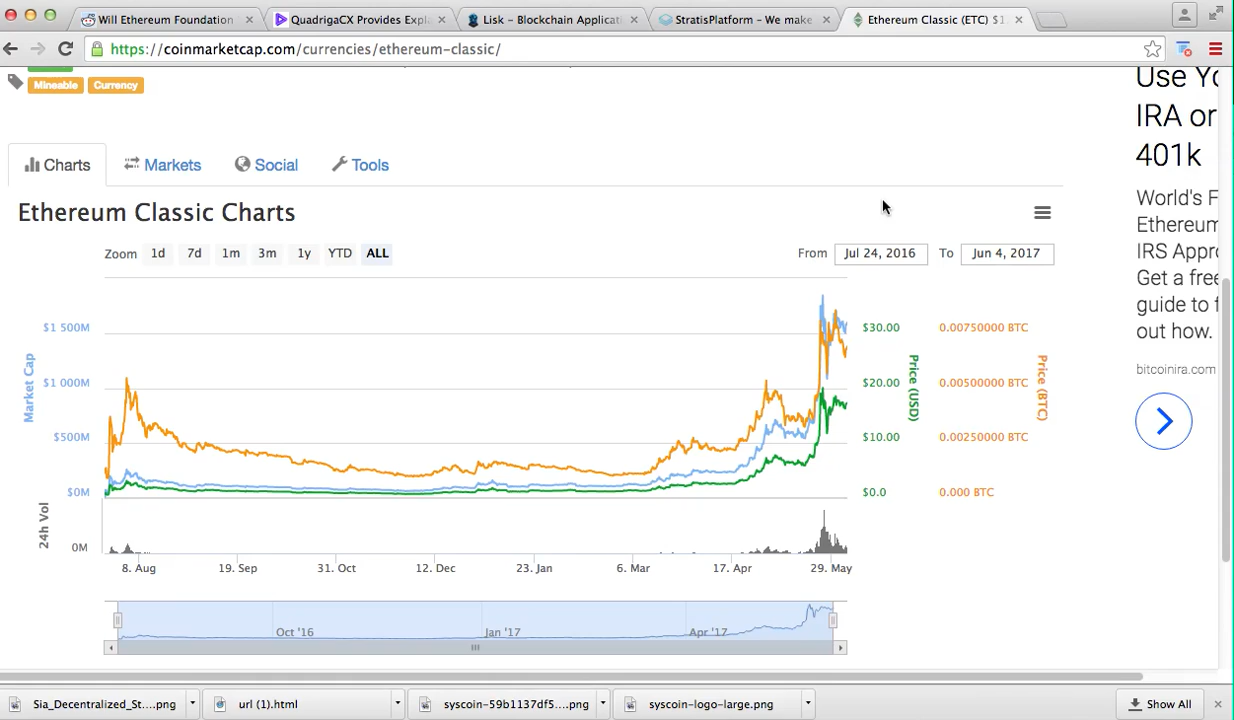 Will Ethereum Foundation
QuadrigaCX Provides Expla
Lisk – Blockchain Applicati
StratisPlatform – We make
Ethereum Classic (ETC) $1
https://coinmarketcap.com/currencies/ethereum-classic/
Mineable Currency
Charts Markets Social Tools
Ethereum Classic Charts
Zoom 1d 7d 1m 3m 1y YTD ALL
From Jul 24, 2016 To Jun 4, 2017
$1 500M
$1 000M
$500M
$0M
Market Cap
$30.00
$20.00
$10.00
$0.0
Price (USD)
0.00750000 BTC
0.00500000 BTC
0.00250000 BTC
0.000 BTC
Price (BTC)
24h Vol
0M
8. Aug 19. Sep 31. Oct 12. Dec 23. Jan 6. Mar 17. Apr 29. May
Oct '16 Jan '17 Apr '17
Use Yo
IRA or
401k
World's F
Ethereum
IRS Appro
Get a free
guide to f
out how.
bitcoinira.com
Sia_Decentralized_St....png
url (1).html
syscoin-59b1137df5....png
syscoin-logo-large.png
Show All